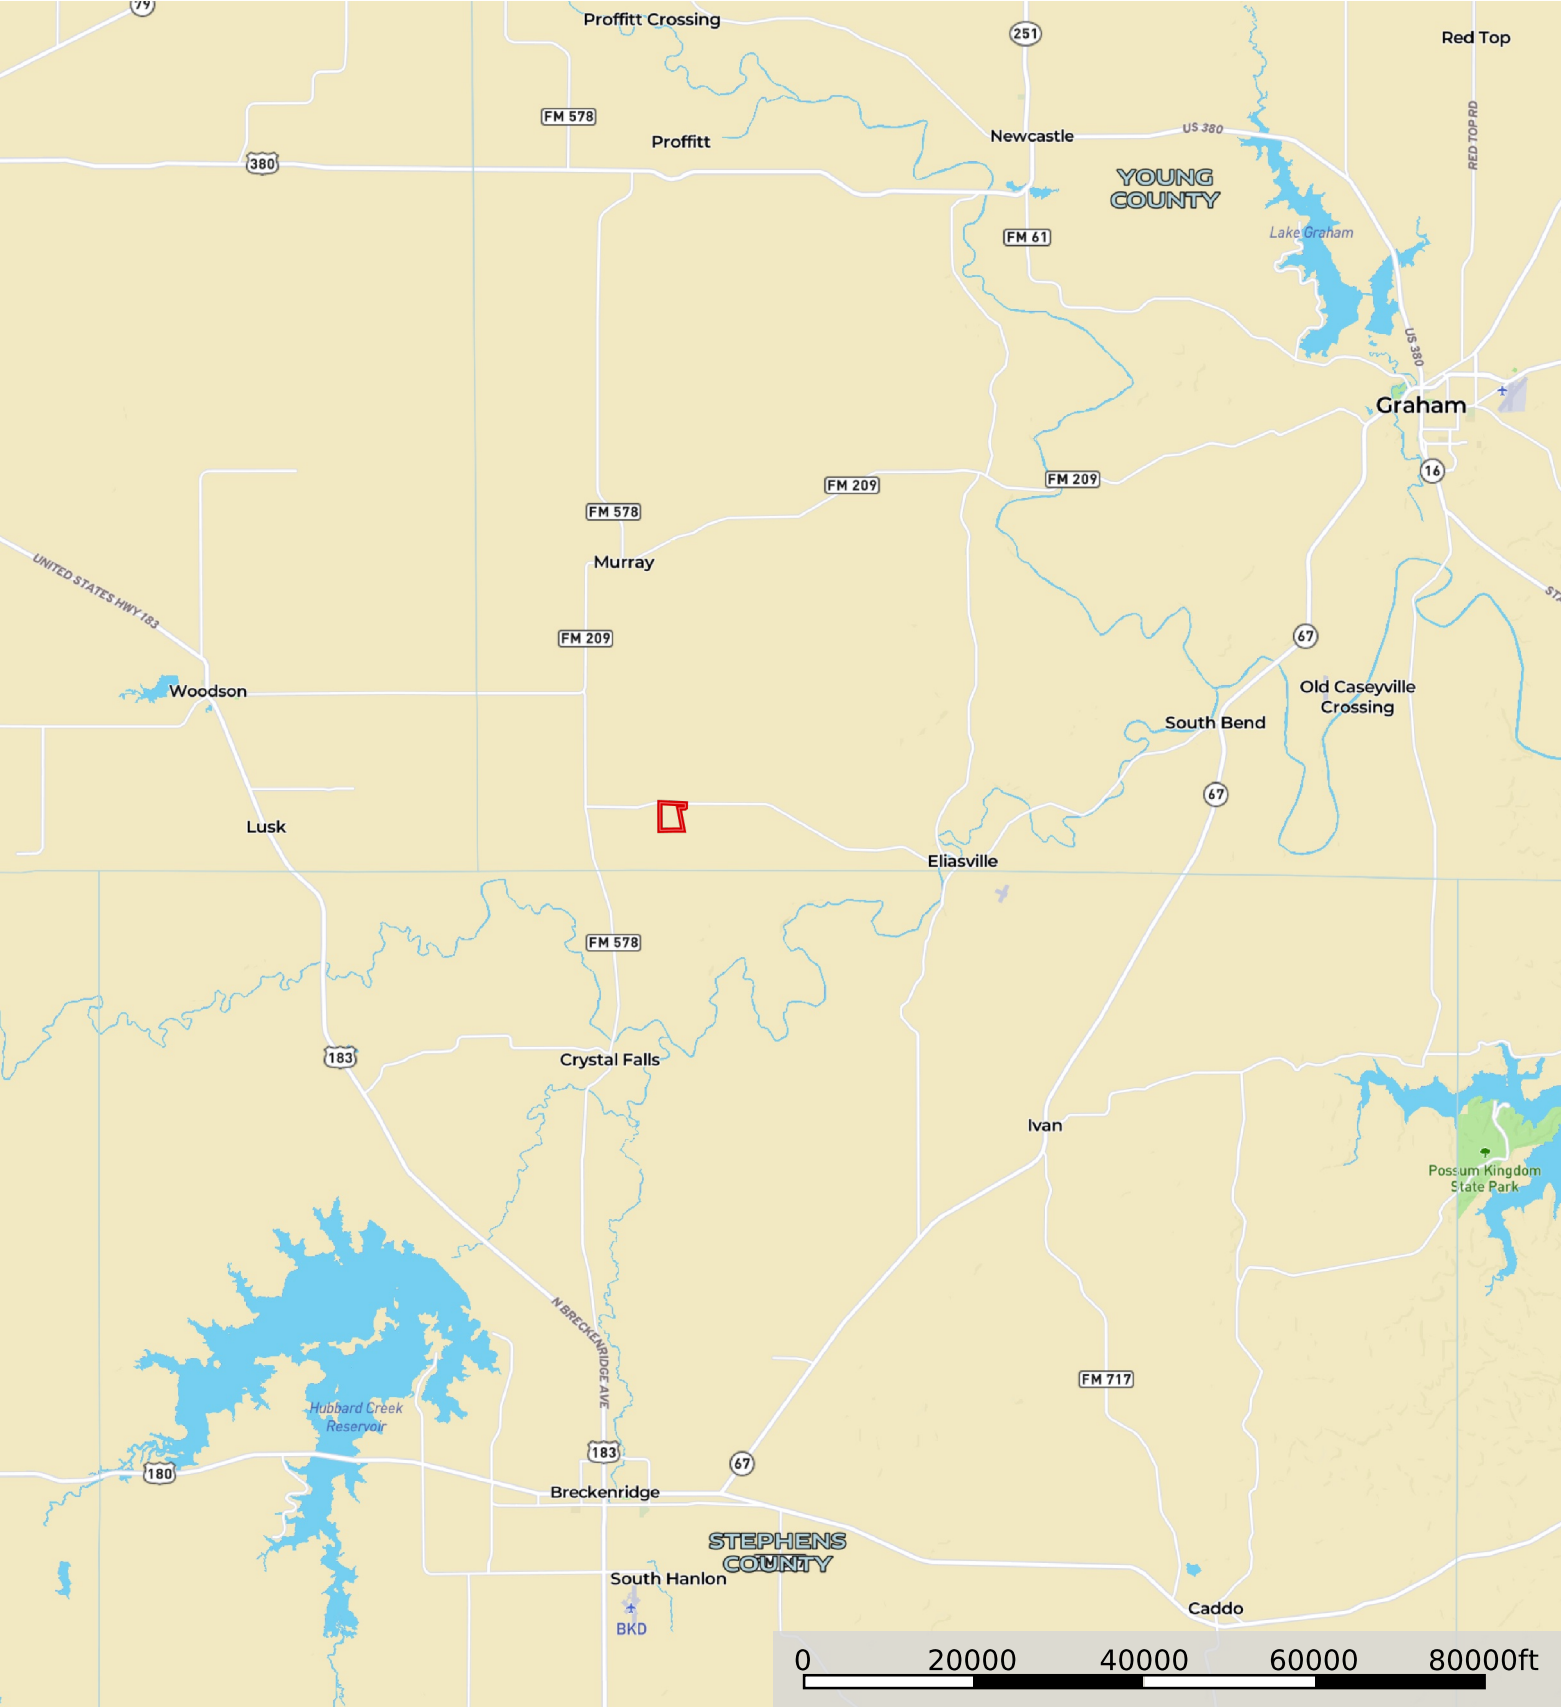 79
Proffitt Crossing
251
Red Top
FM 578
Proffitt
Newcastle
US 380
RED TOP RD
380
YOUNG
COUNTY
FM 61
Lake Graham
US 380
Graham
16
FM 209
FM 209
FM 578
Murray
UNITED STATES HWY 183
FM 209
67
Woodson
Old Caseyville
Crossing
South Bend
67
Lusk
Eliasville
FM 578
183
Crystal Falls
Ivan
Possum Kingdom
State Park
N BRECKENRIDGE AVE
FM 717
Hubbard Creek
Reservoir
183
67
180
Breckenridge
STEPHENS
COUNTY
South Hanlon
Caddo
BKD
0 20000 40000 60000 80000ft